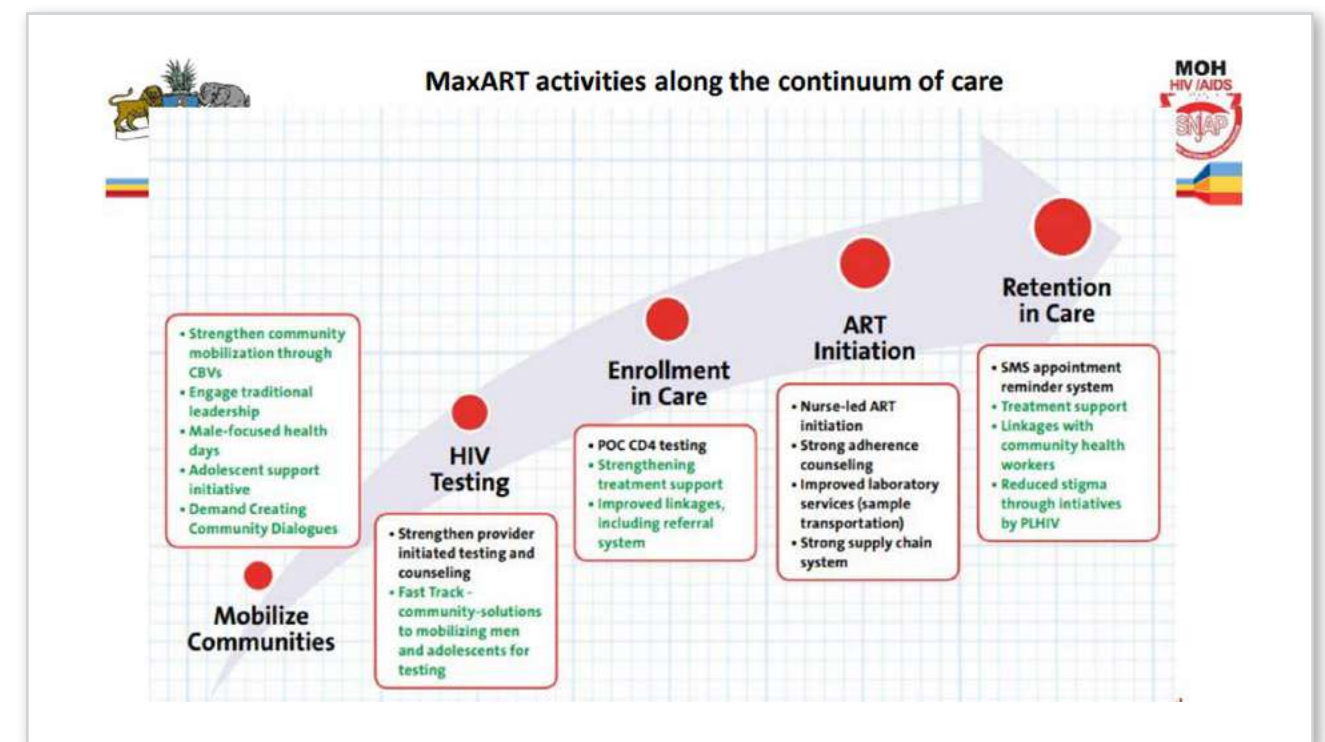 MaxART activities along the continuum of care
MOH
HIV /AIDS
SNAP
• Strengthen community
mobilization through
CBVs
• Engage traditional
leadership
• Male-focused health
days
• Adolescent support
initiative
• Demand Creating
Community Dialogues
Mobilize
Communities
HIV
Testing
• Strengthen provider
initiated testing and
counseling
• Fast Track -
community-solutions
to mobilizing men
and adolescents for
testing
Enrollment
in Care
• POC CD4 testing
• Strengthening
treatment support
• Improved linkages,
including referral
system
ART
Initiation
• Nurse-led ART
initiation
• Strong adherence
counseling
• Improved laboratory
services (sample
transportation)
• Strong supply chain
system
Retention
in Care
• SMS appointment
reminder system
• Treatment support
• Linkages with
community health
workers
• Reduced stigma
through intiatives
by PLHIV